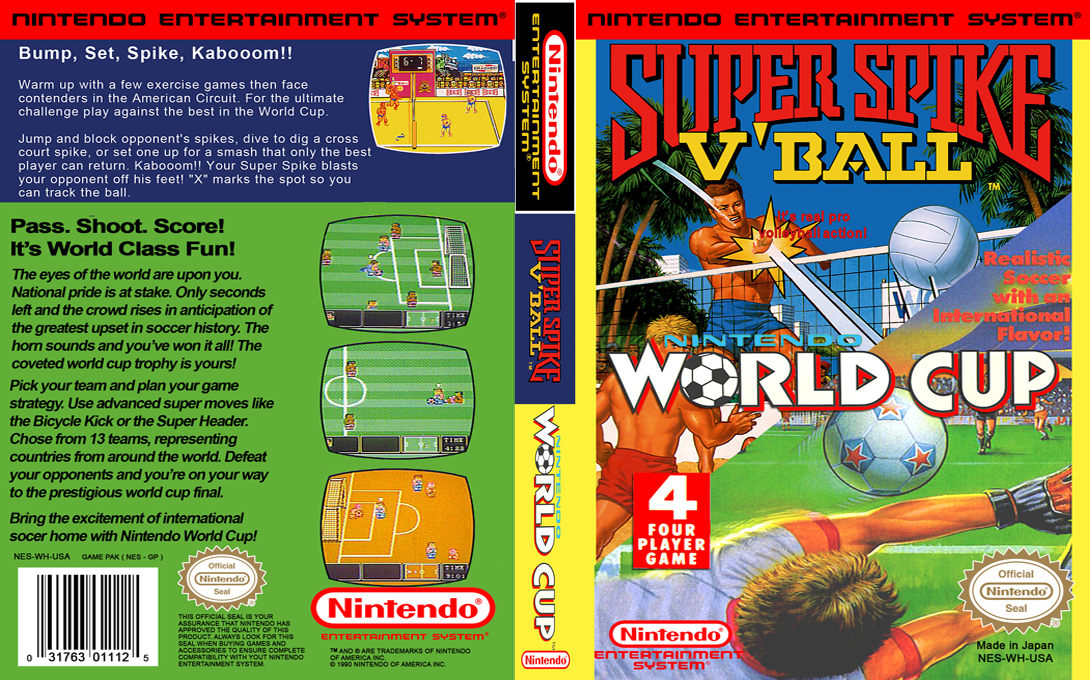 NINTENDO ENTERTAINMENT SYSTEM®
Bump, Set, Spike, Kabooom!!
Warm up with a few exercise games then face
contenders in the American Circuit. For the ultimate
challenge play against the best in the World Cup.
Jump and block opponent's spikes, dive to dig a cross
court spike, or set one up for a smash that only the best
player can return. Kabooom!! Your Super Spike blasts
your opponent off his feet! "X" marks the spot so you
can track the ball.
Pass. Shoot. Score!
It's World Class Fun!
The eyes of the world are upon you.
National pride is at stake. Only seconds
left and the crowd rises in anticipation of
the greatest upset in soccer history. The
horn sounds and you've won it all! The
coveted world cup trophy is yours!
Pick your team and plan your game
strategy. Use advanced super moves like
the Bicycle Kick or the Super Header.
Chose from 13 teams, representing
countries from around the world. Defeat
your opponents and you're on your way
to the prestigious world cup final.
Bring the excitement of international
socer home with Nintendo World Cup!
TIME
TIME
4:22
TIME
NES-WH-USA GAME PAK ( NES - GP )
0 31763 01112 5
Official
Nintendo®
Seal
THIS OFFICIAL SEAL IS YOUR
ASSURANCE THAT NINTENDO HAS
APPROVED THE QUALITY OF THIS
PRODUCT. ALWAYS LOOK FOR THIS
SEAL WHEN BUYING GAMES AND
ACCESSORIES TO ENSURE COMPLETE
COMPATIBILITY WITH YOUT NINTENDO
ENTERTAINMENT SYSTEM.
Nintendo®
ENTERTAINMENT SYSTEM®
™ AND ® ARE TRADEMARKS OF NINTENDO
OF AMERICA INC.
© 1990 NINTENDO OF AMERICA INC.
Nintendo®
ENTERTAINMENT
SYSTEM®
SUPER SPIKE
V'BALL™
NINTENDO
WORLD CUP™
Nintendo
NINTENDO ENTERTAINMENT SYSTEM®
SUPER SPIKE
V'BALL
™
It's real pro
volleyball action!
Realistic
Soccer
with an
International
Flavor!
NINTENDO
WORLD CUP
4
FOUR
PLAYER
GAME
Nintendo®
ENTERTAINMENT
SYSTEM®
Official
Nintendo®
Seal
Made in Japan
NES-WH-USA